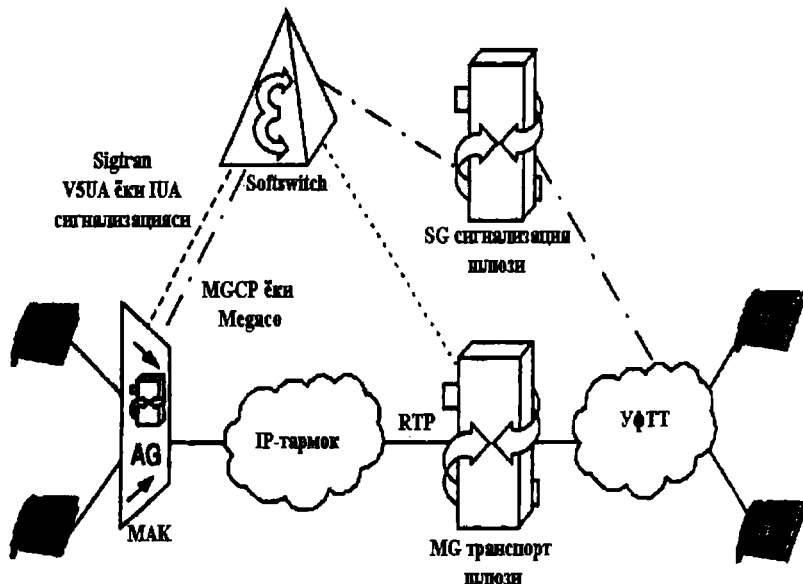 Sigtran
V5UA ёки IUA
сигнализацияси
Softswitch
SG сигнализация
шлюзи
MGCP ёки
Megaco
AG
МАК
IP-тармок
RTP
УфТТ
MG транспорт
шлюзи